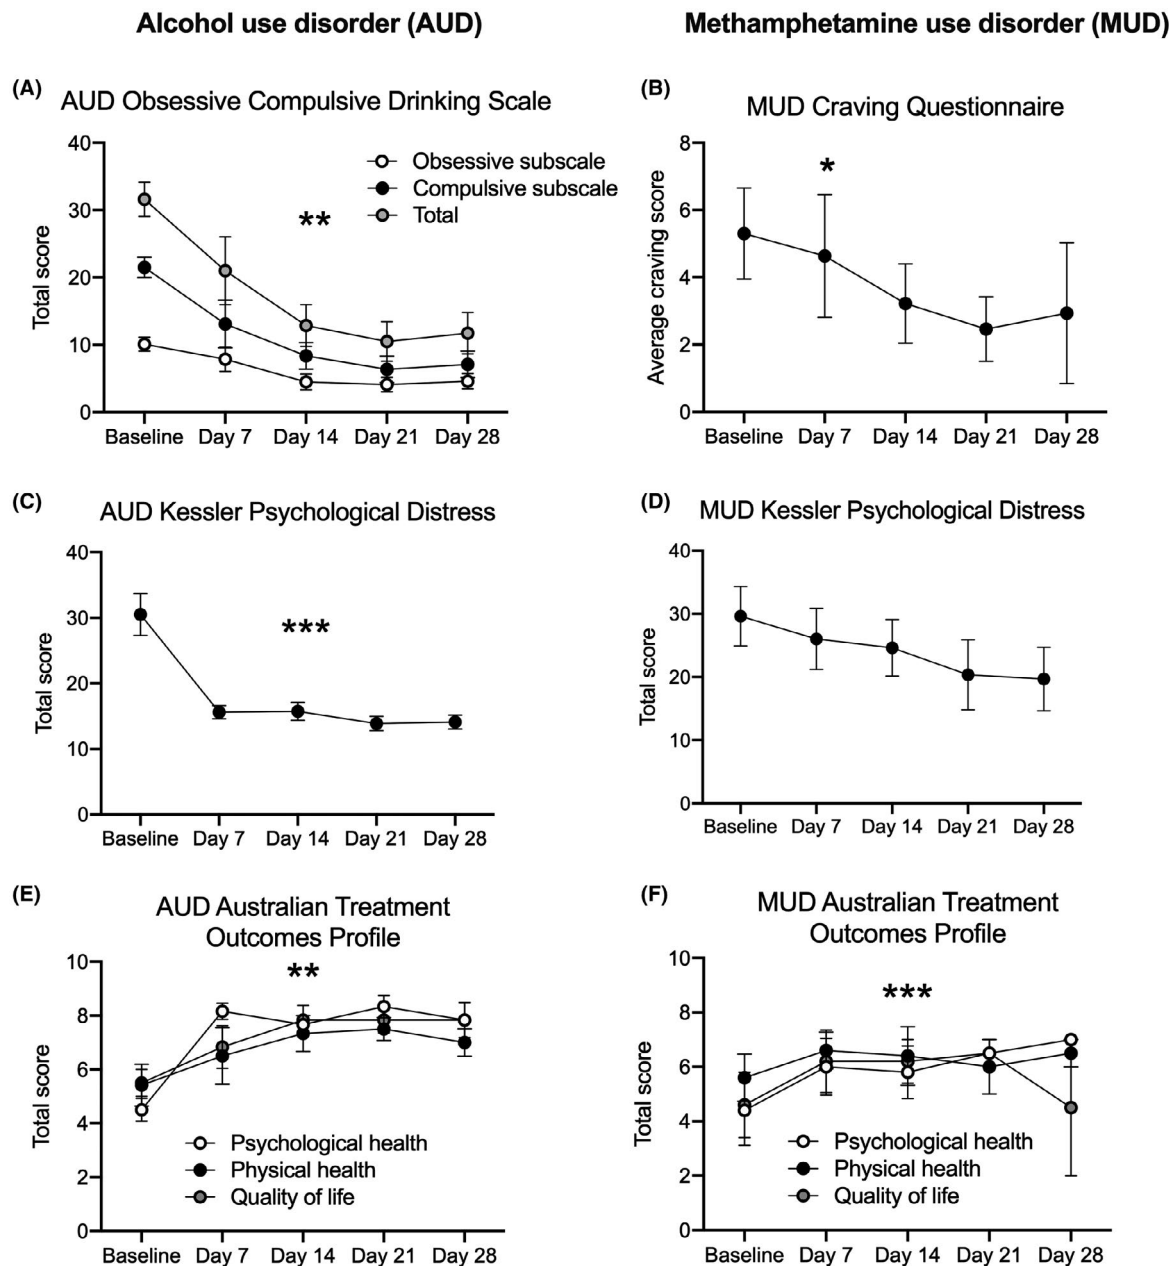 Alcohol use disorder (AUD)
Methamphetamine use disorder (MUD)
(A)
AUD Obsessive Compulsive Drinking Scale
40
30
20
10
0
Total score
Obsessive subscale
Compulsive subscale
Total
**
Baseline Day 7 Day 14 Day 21 Day 28
(B)
MUD Craving Questionnaire
8
6
4
2
0
Average craving score
*
Baseline Day 7 Day 14 Day 21 Day 28
(C)
AUD Kessler Psychological Distress
40
30
20
10
0
Total score
***
Baseline Day 7 Day 14 Day 21 Day 28
(D)
MUD Kessler Psychological Distress
40
30
20
10
0
Total score
Baseline Day 7 Day 14 Day 21 Day 28
(E)
AUD Australian Treatment
Outcomes Profile
10
8
6
4
2
0
Total score
**
Psychological health
Physical health
Quality of life
Baseline Day 7 Day 14 Day 21 Day 28
(F)
MUD Australian Treatment
Outcomes Profile
10
8
6
4
2
0
Total score
***
Psychological health
Physical health
Quality of life
Baseline Day 7 Day 14 Day 21 Day 28